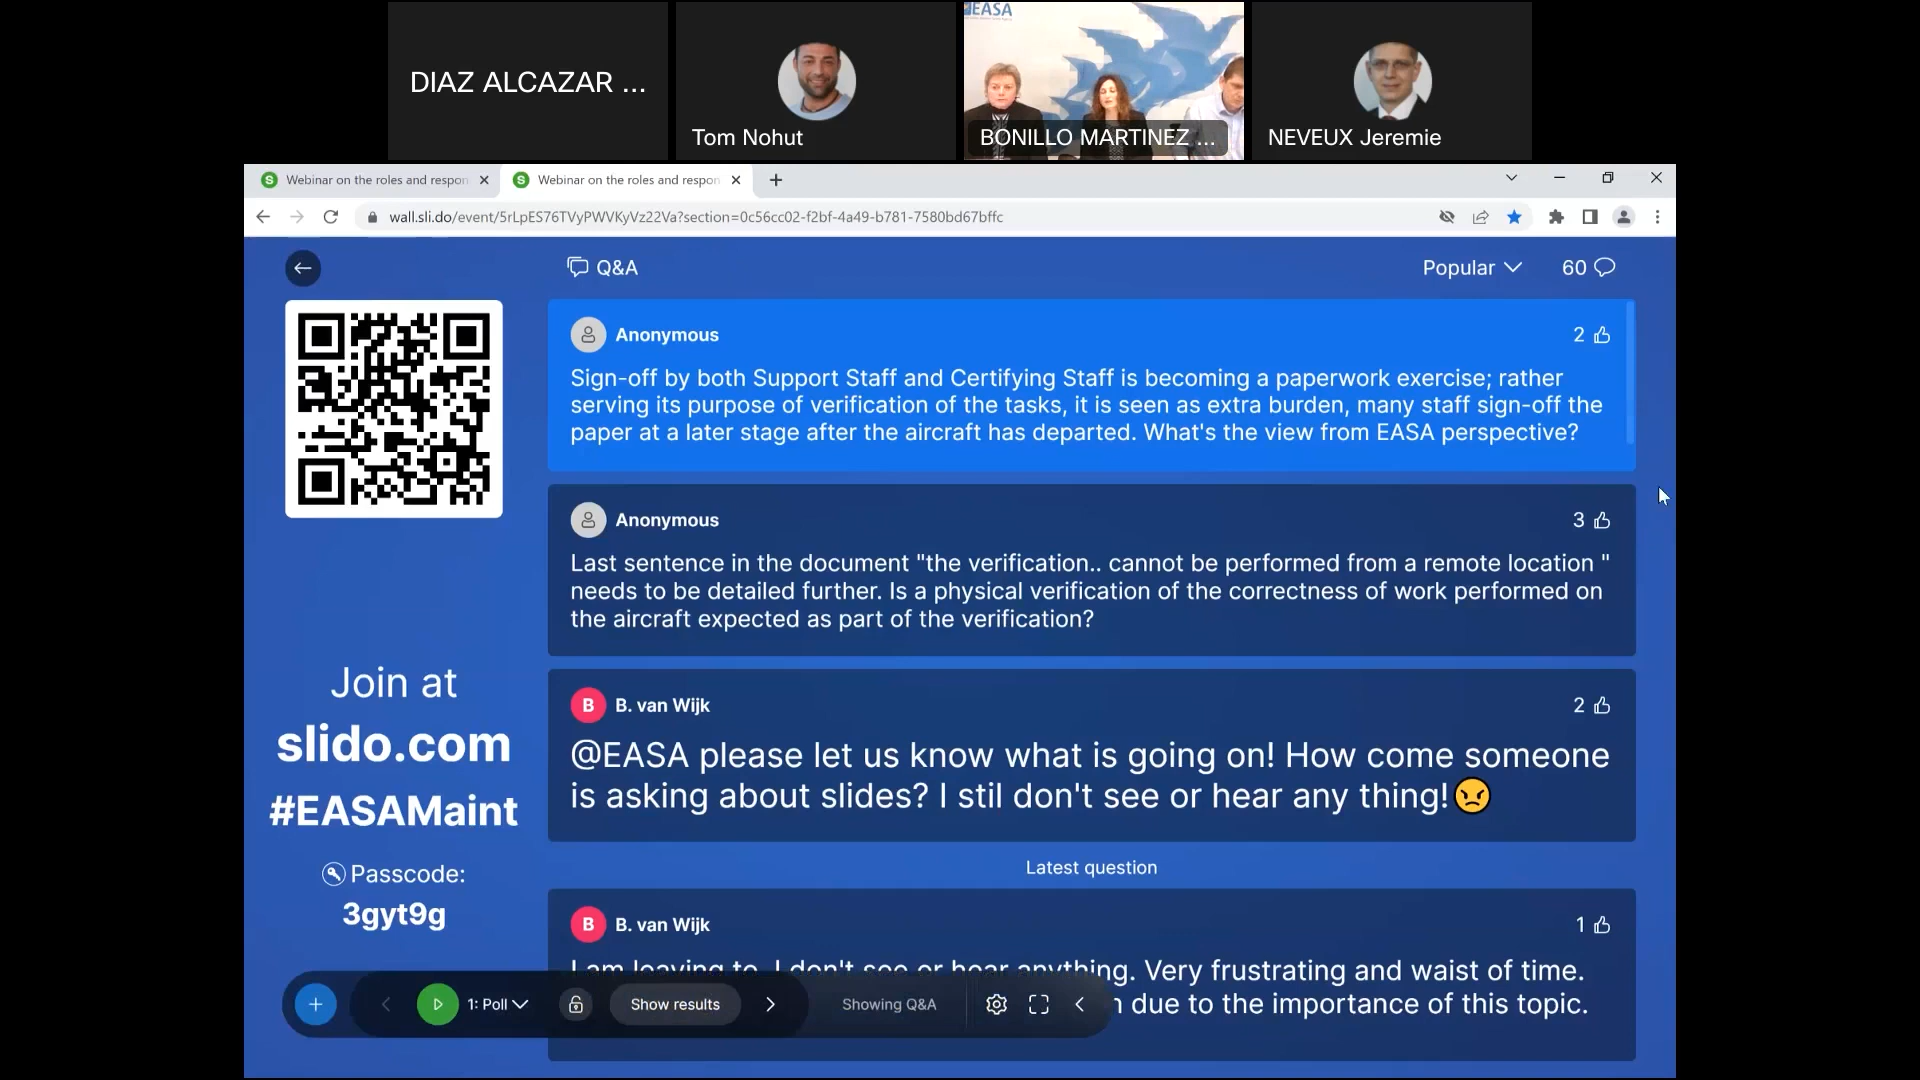 DIAZ ALCAZAR ...
Tom Nohut
EASA
BONILLO MARTINEZ ...
NEVEUX Jeremie
Webinar on the roles and respon
Webinar on the roles and respon
wall.sli.do/event/5rLpES76TVyPWVKyVz22Va?section=0c56cc02-f2bf-4a49-b781-7580bd67bffc
Q&A
Popular
60
Anonymous
2
Sign-off by both Support Staff and Certifying Staff is becoming a paperwork exercise; rather
serving its purpose of verification of the tasks, it is seen as extra burden, many staff sign-off the
paper at a later stage after the aircraft has departed. What's the view from EASA perspective?
Anonymous
3
Last sentence in the document "the verification.. cannot be performed from a remote location "
needs to be detailed further. Is a physical verification of the correctness of work performed on
the aircraft expected as part of the verification?
B
B. van Wijk
2
@EASA please let us know what is going on! How come someone
is asking about slides? I stil don't see or hear any thing!😠
Latest question
B
B. van Wijk
1
I am leaving to. I don't see or hear anything. Very frustrating and waist of time.
due to the importance of this topic.
Join at
slido.com
#EASAMaint
Passcode:
3gyt9g
1: Poll
Show results
Showing Q&A